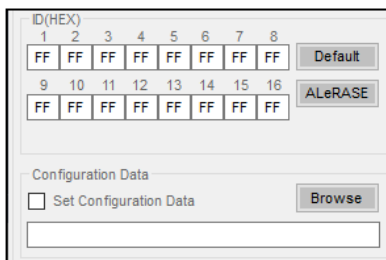 ID(HEX)
1 2 3 4 5 6 7 8
FF FF FF FF FF FF FF FF Default
9 10 11 12 13 14 15 16
FF FF FF FF FF FF FF FF ALeRASE
Configuration Data
Set Configuration Data Browse